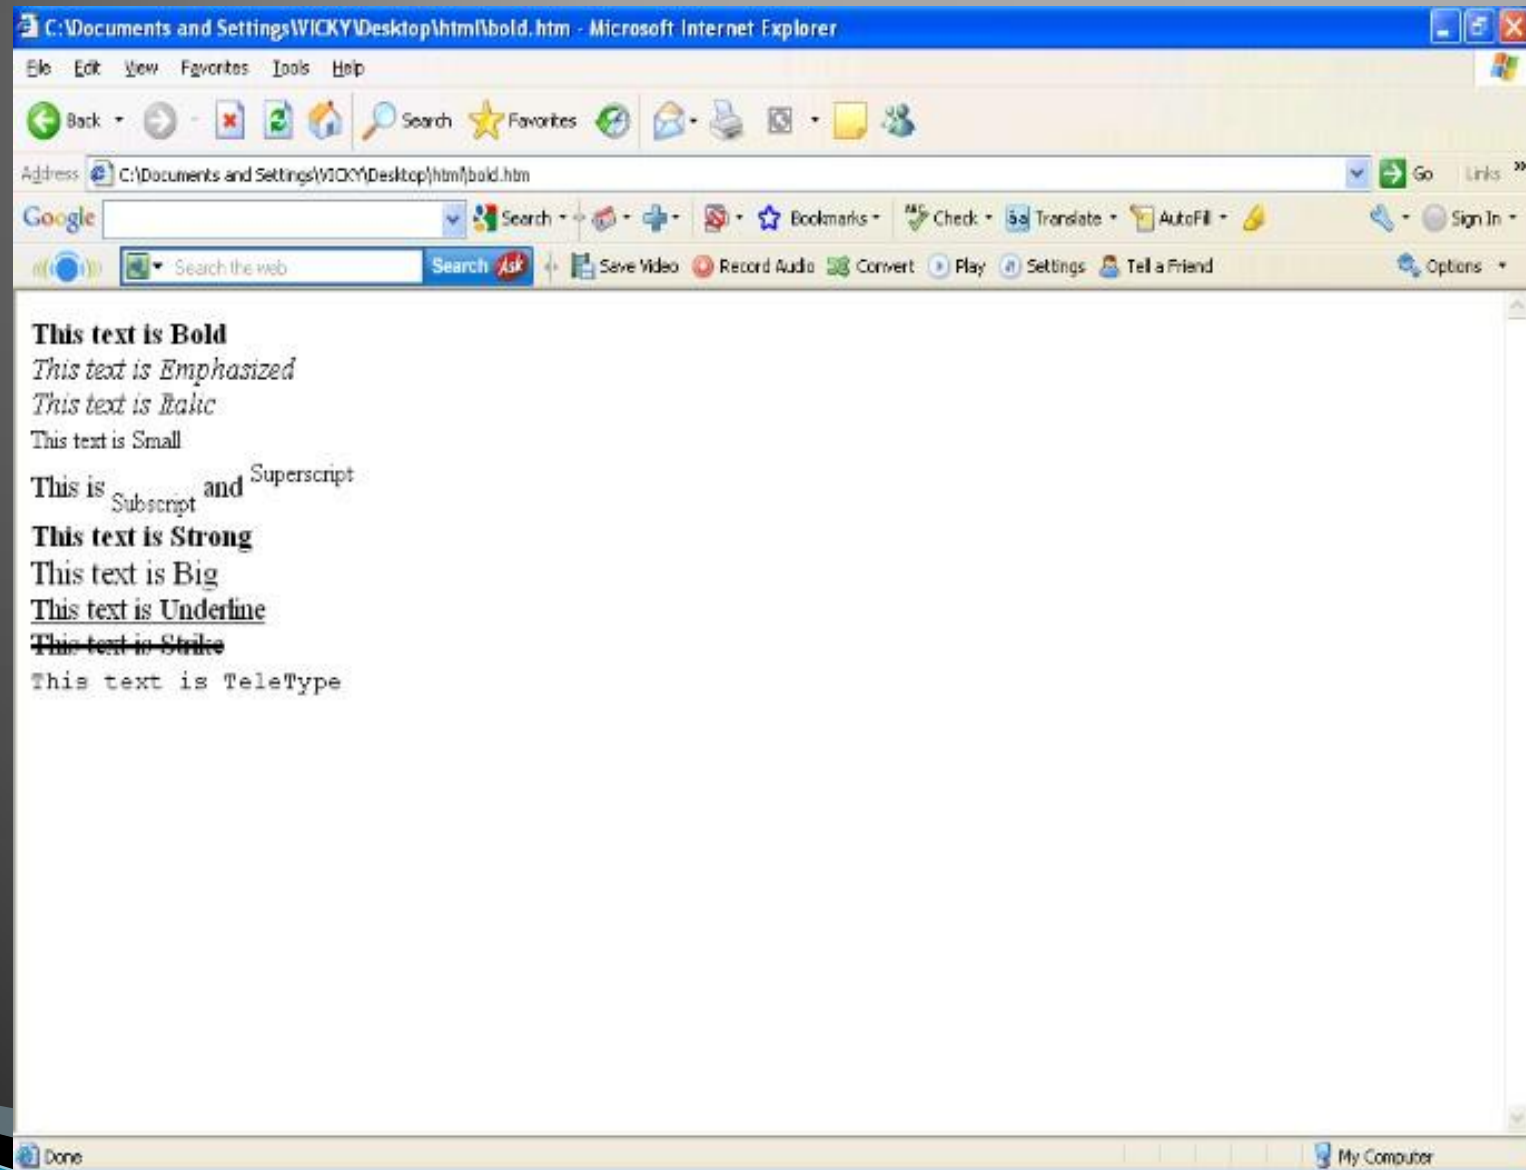 C:\Documents and Settings\VICKY\Desktop\html\bold.htm - Microsoft Internet Explorer
File Edit View Favorites Tools Help
Back Search Favorites
Address C:\Documents and Settings\VICKY\Desktop\html\bold.htm Go Links »
Google Search Bookmarks ABC Check Translate AutoFill Sign In
Search the web Search Ask Save Video Record Audio Convert Play Settings Tell a Friend Options
This text is Bold
This text is Emphasized
This text is Italic
This text is Small
This is Subscript and Superscript
This text is Strong
This text is Big
This text is Underline
This text is Strike
This text is TeleType
Done My Computer